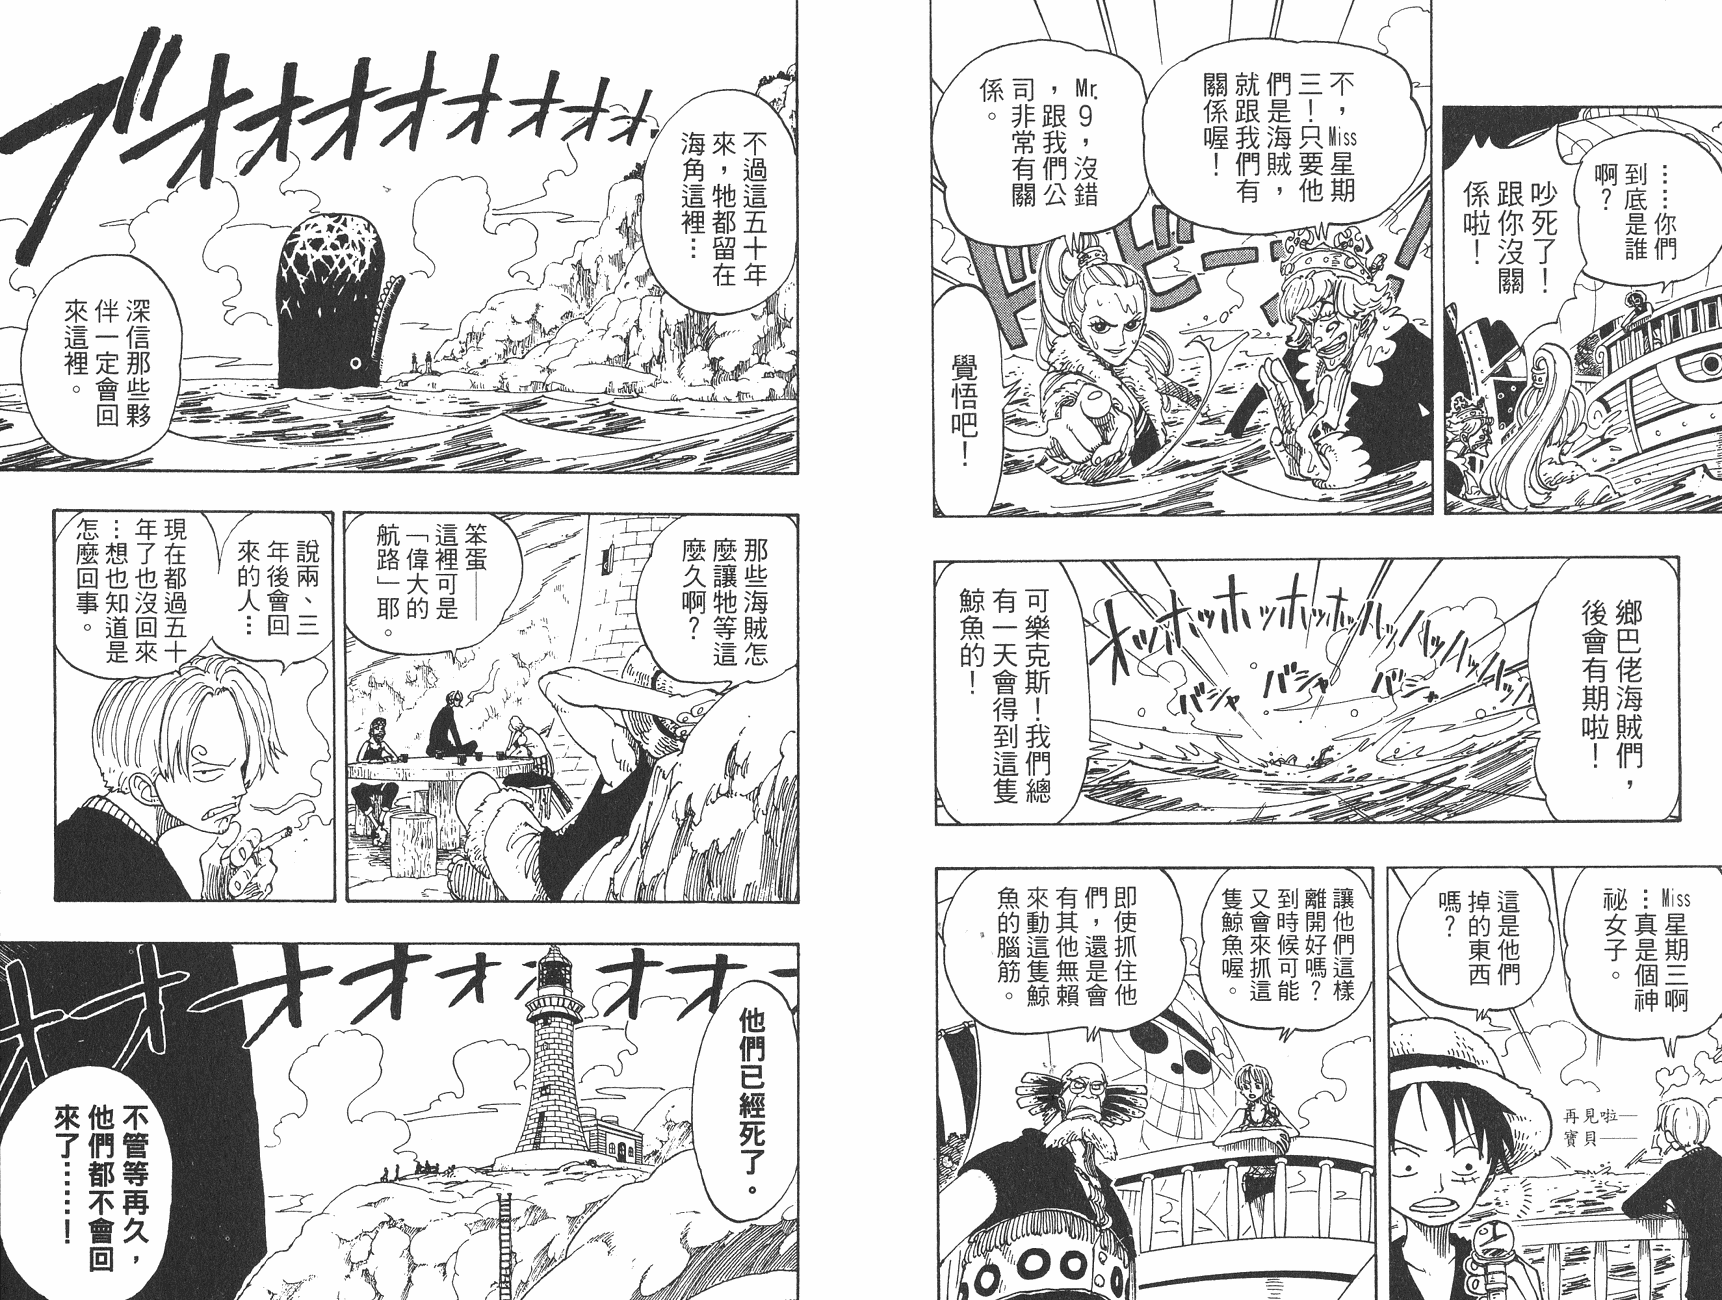 ……你們
到底是誰
啊？
吵死了！
跟你沒關
係啦！
不，Miss星期
三！只要他
們是海賊，
就跟我們有
關係喔！
Mr.9，沒錯
，跟我們公
司非常有關
係。
覺悟吧！
ドビーン
鄉巴佬海賊們，
後會有期啦！
可樂克斯！我們總
有一天會得到這隻
鯨魚的！
ホッホッホッホッホッ
バシャ
バシャ
バシャ
Miss星期三啊
…真是個神
祕女子。
這是他們
掉的東西
嗎？
再見啦─
寶貝──
讓他們這樣
離開好嗎？
到時候可能
又會來抓這
隻鯨魚喔。
即使抓住他
們，還是會
有其他無賴
來動這隻鯨
魚的腦筋。
不過這五十年
來，牠都留在
海角這裡…
ブオオオオオオオオ
深信那些夥
伴一定會回
來這裡。
那些海賊怎
麼讓牠等這
麼久啊？
笨蛋──
這裡可是
「偉大的
航路」耶。
說兩、三
年後會回
來的人…
現在都過五十
年了也沒回來
…想也知道是
怎麼回事。
他們已經死了。
オオオオオオオオ
不管等再久，
他們都不會回
來了……！